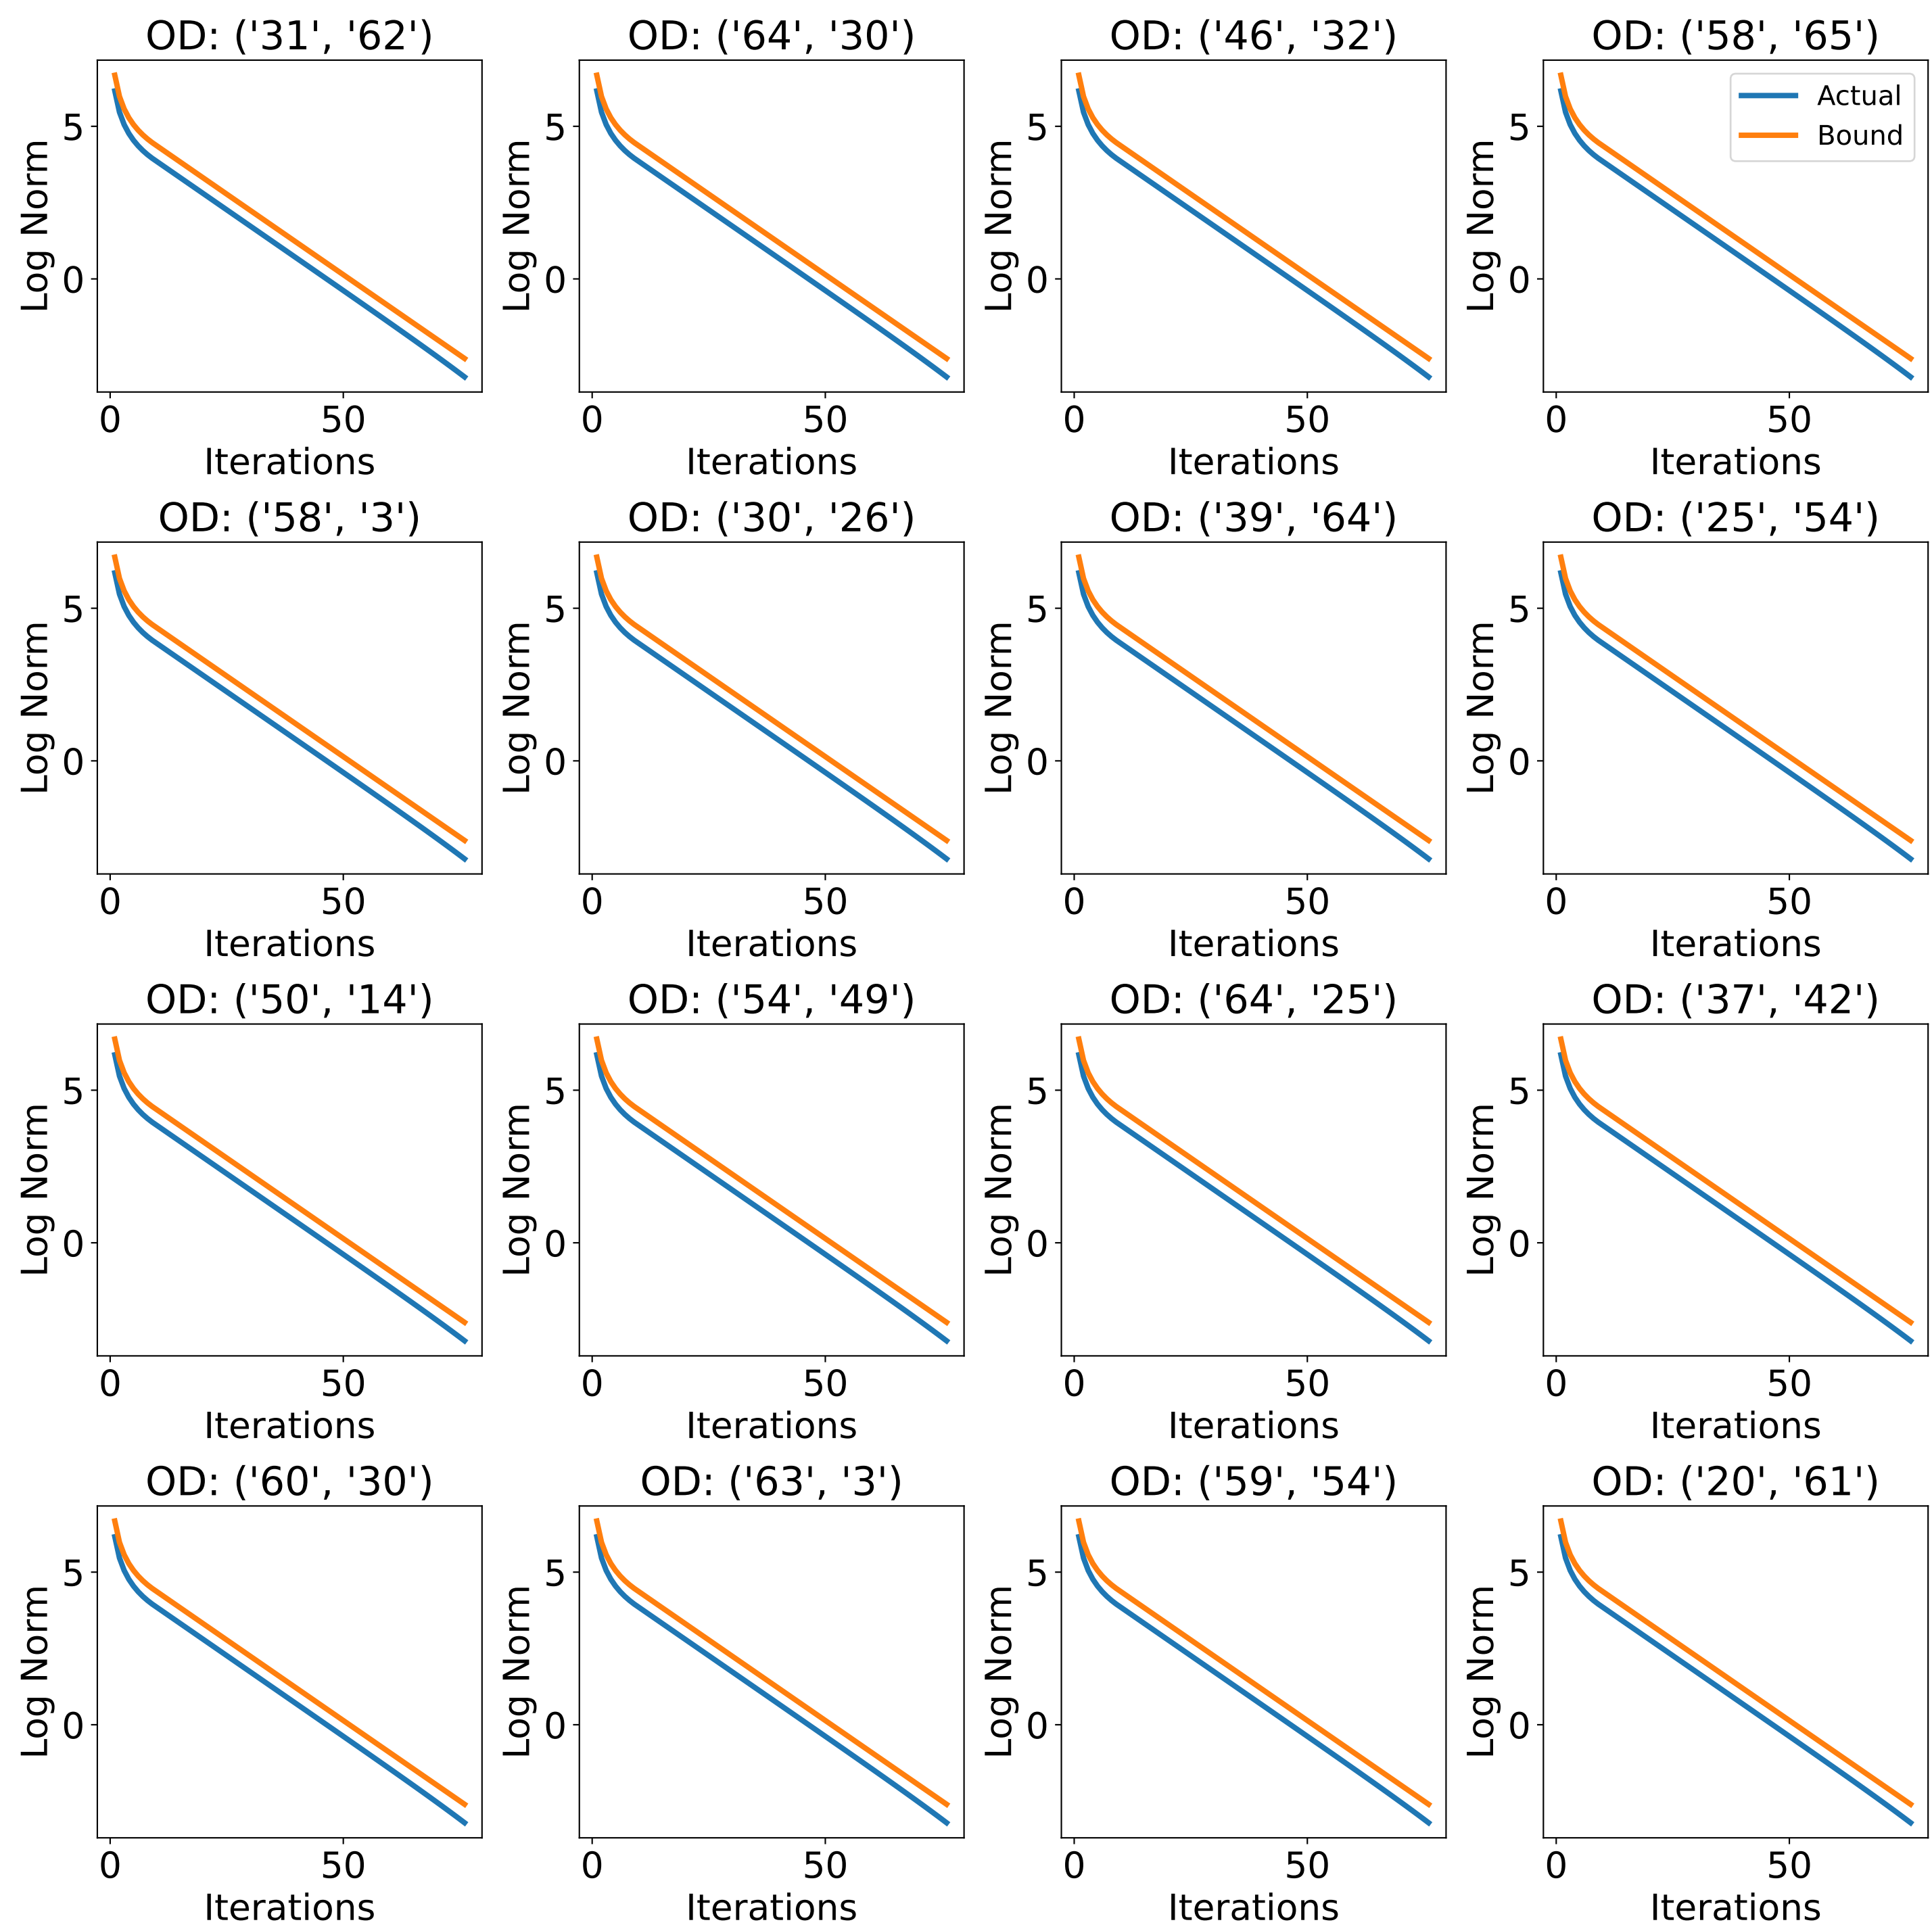 OD: ('31', '62') OD: ('64', '30') OD: ('46', '32') OD: ('58', '65')
Actual
Bound
5 5 5 5
0 0 0 0
Log Norm Log Norm Log Norm Log Norm
0 50 0 50 0 50 0 50
Iterations Iterations Iterations Iterations
OD: ('58', '3') OD: ('30', '26') OD: ('39', '64') OD: ('25', '54')
5 5 5 5
0 0 0 0
Log Norm Log Norm Log Norm Log Norm
0 50 0 50 0 50 0 50
Iterations Iterations Iterations Iterations
OD: ('50', '14') OD: ('54', '49') OD: ('64', '25') OD: ('37', '42')
5 5 5 5
0 0 0 0
Log Norm Log Norm Log Norm Log Norm
0 50 0 50 0 50 0 50
Iterations Iterations Iterations Iterations
OD: ('60', '30') OD: ('63', '3') OD: ('59', '54') OD: ('20', '61')
5 5 5 5
0 0 0 0
Log Norm Log Norm Log Norm Log Norm
0 50 0 50 0 50 0 50
Iterations Iterations Iterations Iterations